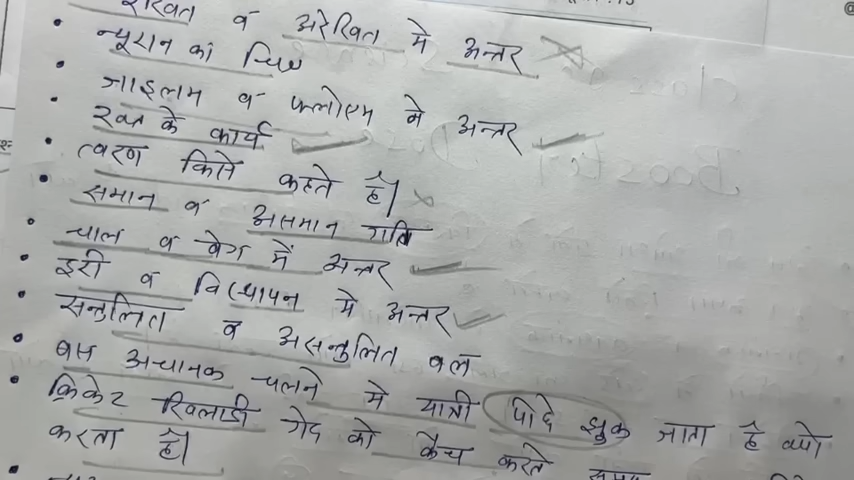 रेखित व अरेखित मे अन्तर
न्यूरान का चित्र
जाइलम व फ्लोएम मे अन्तर
रक्त के कार्य
त्वरण किसे कहते है।
समान व असमान गति
चाल व वेग में अन्तर
दूरी व विस्थापन मे अन्तर
सन्तुलित व असन्तुलित बल
बस अचानक चलने मे यात्री पीछे झुक जाता है क्यो
क्रिकेट खिलाडी गेद को कैच करते समय
करता है।